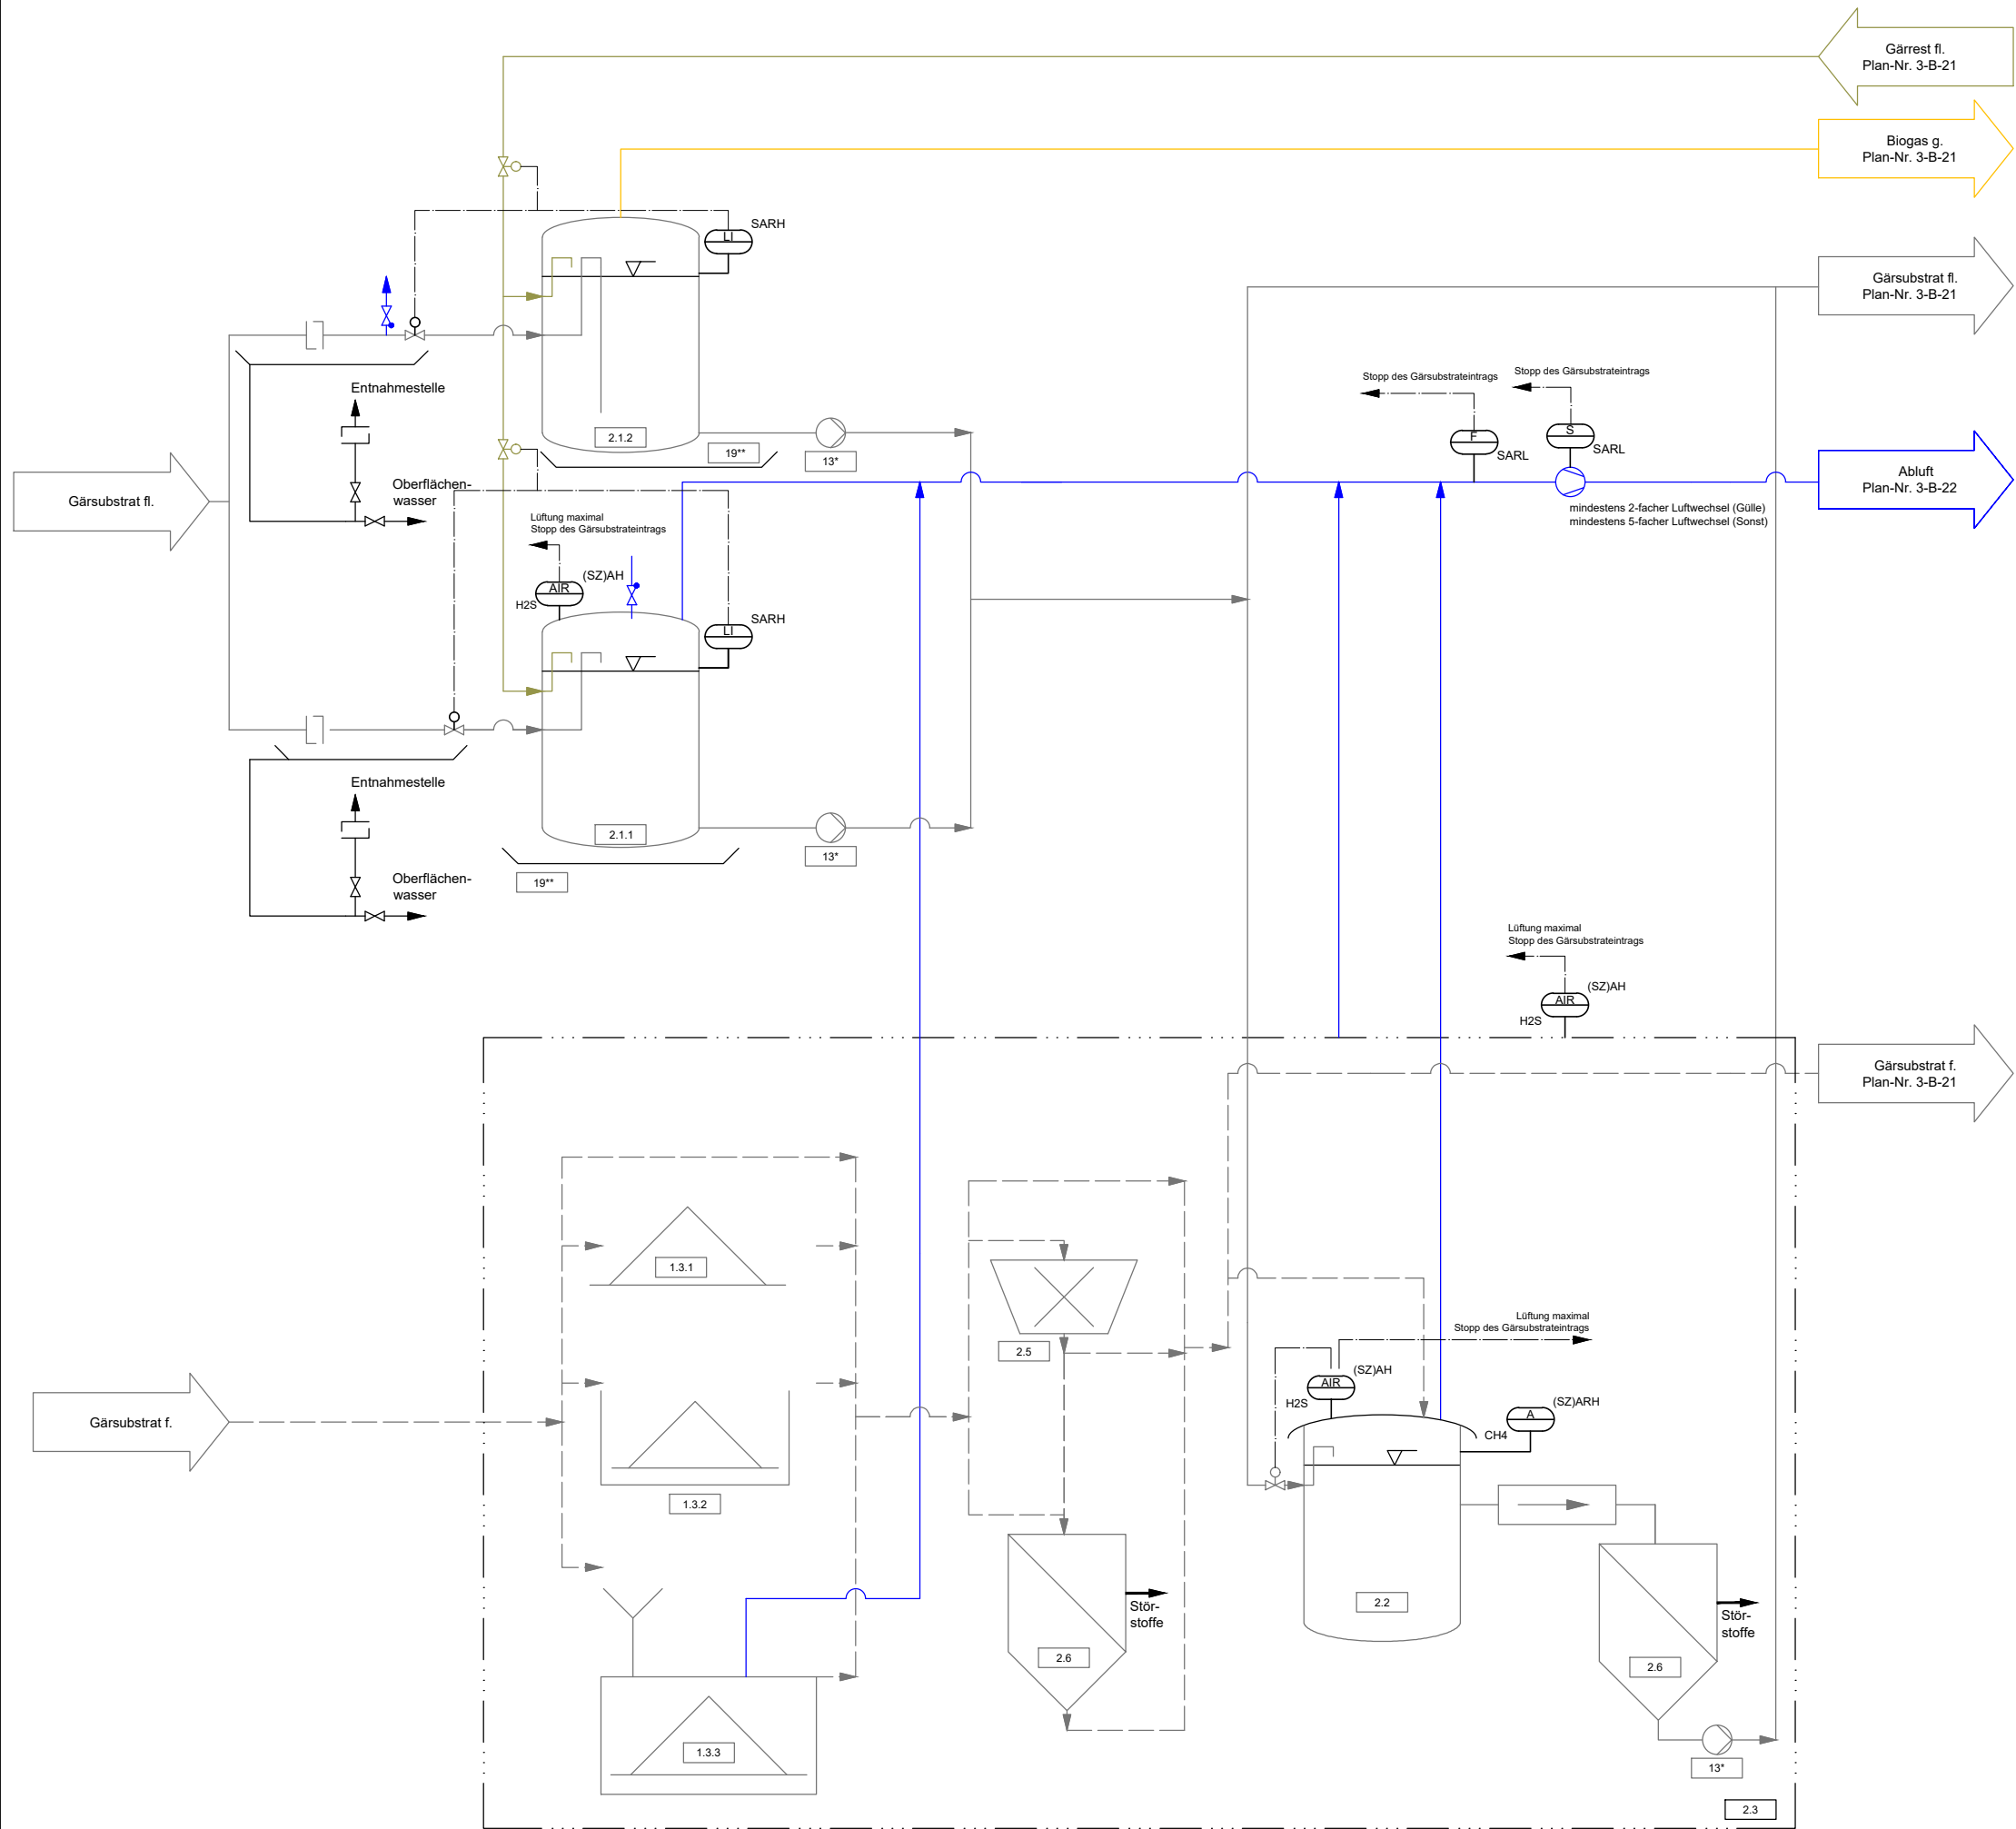 Gärrest fl.
Plan-Nr. 3-B-21
Biogas g.
Plan-Nr. 3-B-21
SARH
LI
Gärsubstrat fl.
Plan-Nr. 3-B-21
Stopp des Gärsubstrateintrags
Stopp des Gärsubstrateintrags
Entnahmestelle
2.1.2
19**
13*
F
SARL
S
SARL
Gärsubstrat fl.
Oberflächen-
wasser
Abluft
Plan-Nr. 3-B-22
mindestens 2-facher Luftwechsel (Gülle)
mindestens 5-facher Luftwechsel (Sonst)
Lüftung maximal
Stopp des Gärsubstrateintrags
(SZ)AH
AIR
H2S
SARH
LI
Entnahmestelle
2.1.1
13*
19**
Oberflächen-
wasser
Lüftung maximal
Stopp des Gärsubstrateintrags
(SZ)AH
AIR
H2S
Gärsubstrat f.
Plan-Nr. 3-B-21
1.3.1
2.5
Lüftung maximal
Stopp des Gärsubstrateintrags
(SZ)AH
AIR
H2S
(SZ)ARH
A
CH4
Gärsubstrat f.
1.3.2
Stör-
stoffe
2.2
Stör-
stoffe
2.6
2.6
1.3.3
13*
2.3